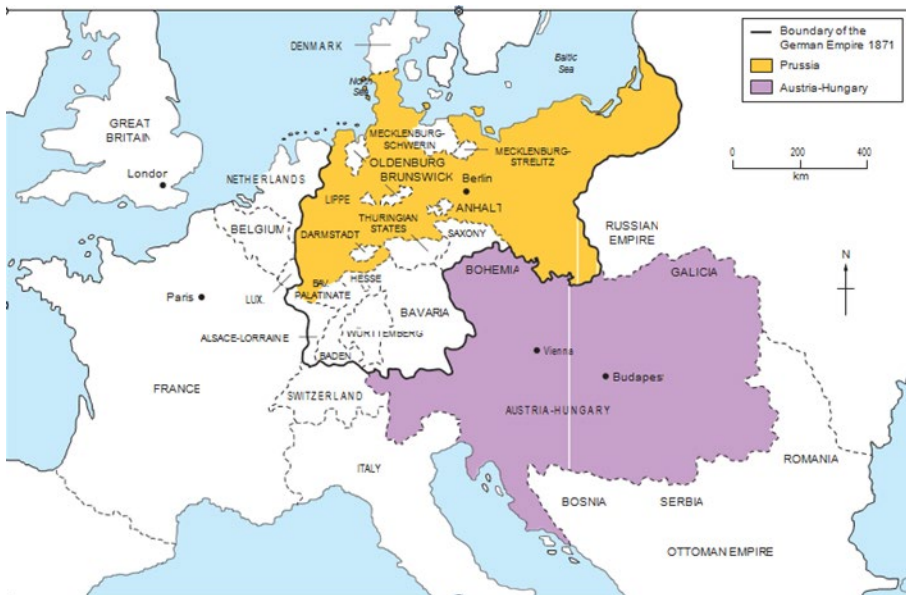 Boundary of the
German Empire 1871
Prussia
Austria-Hungary
0 200 400
km
N
DENMARK
Baltic
Sea
Sea
GREAT
BRITAIN
Londor
NETHERLANDS
BELGIUM
LUX.
Paris
FRANCE
MECKLENBURG-
SCHWERIN
MECKLENBURG-
STRELITZ
OLDENBURG
BRUNSWICK
Berlin
LIPPE
ANHALT
THURINGIAN
STATES
DARMSTADT
SAXONY
HESSE
PALATINATE
BAVARIA
ALSACE-LORRAINE
WÜRTTEMBERG
BADEN
SWITZERLAND
ITALY
RUSSIAN
EMPIRE
BOHEMIA
GALICIA
Vienna
Budapes
AUSTRIA-HUNGARY
ROMANIA
BOSNIA
SERBIA
OTTOMAN EMPIRE